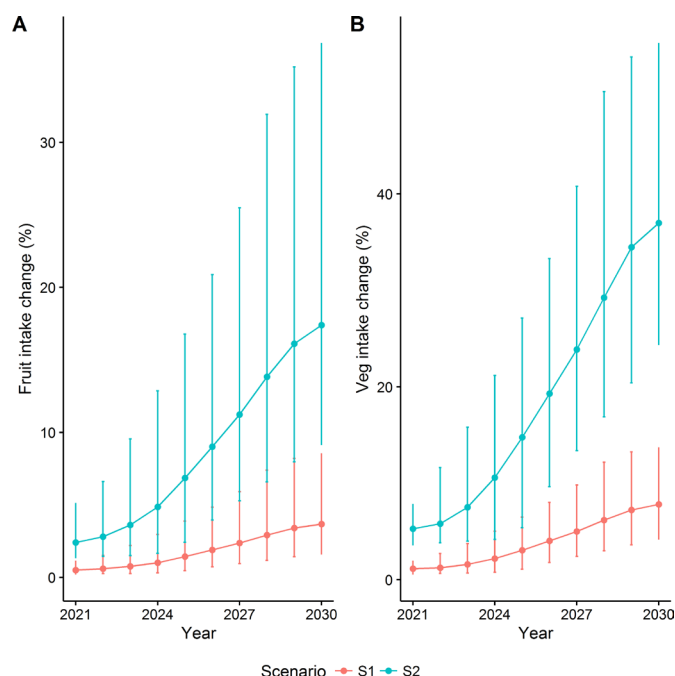 A
B
Fruit intake change (%)
30
20
10
0
2021
2024
2027
2030
Year
Veg intake change (%)
40
20
0
2021
2024
2027
2030
Year
Scenario S1 S2